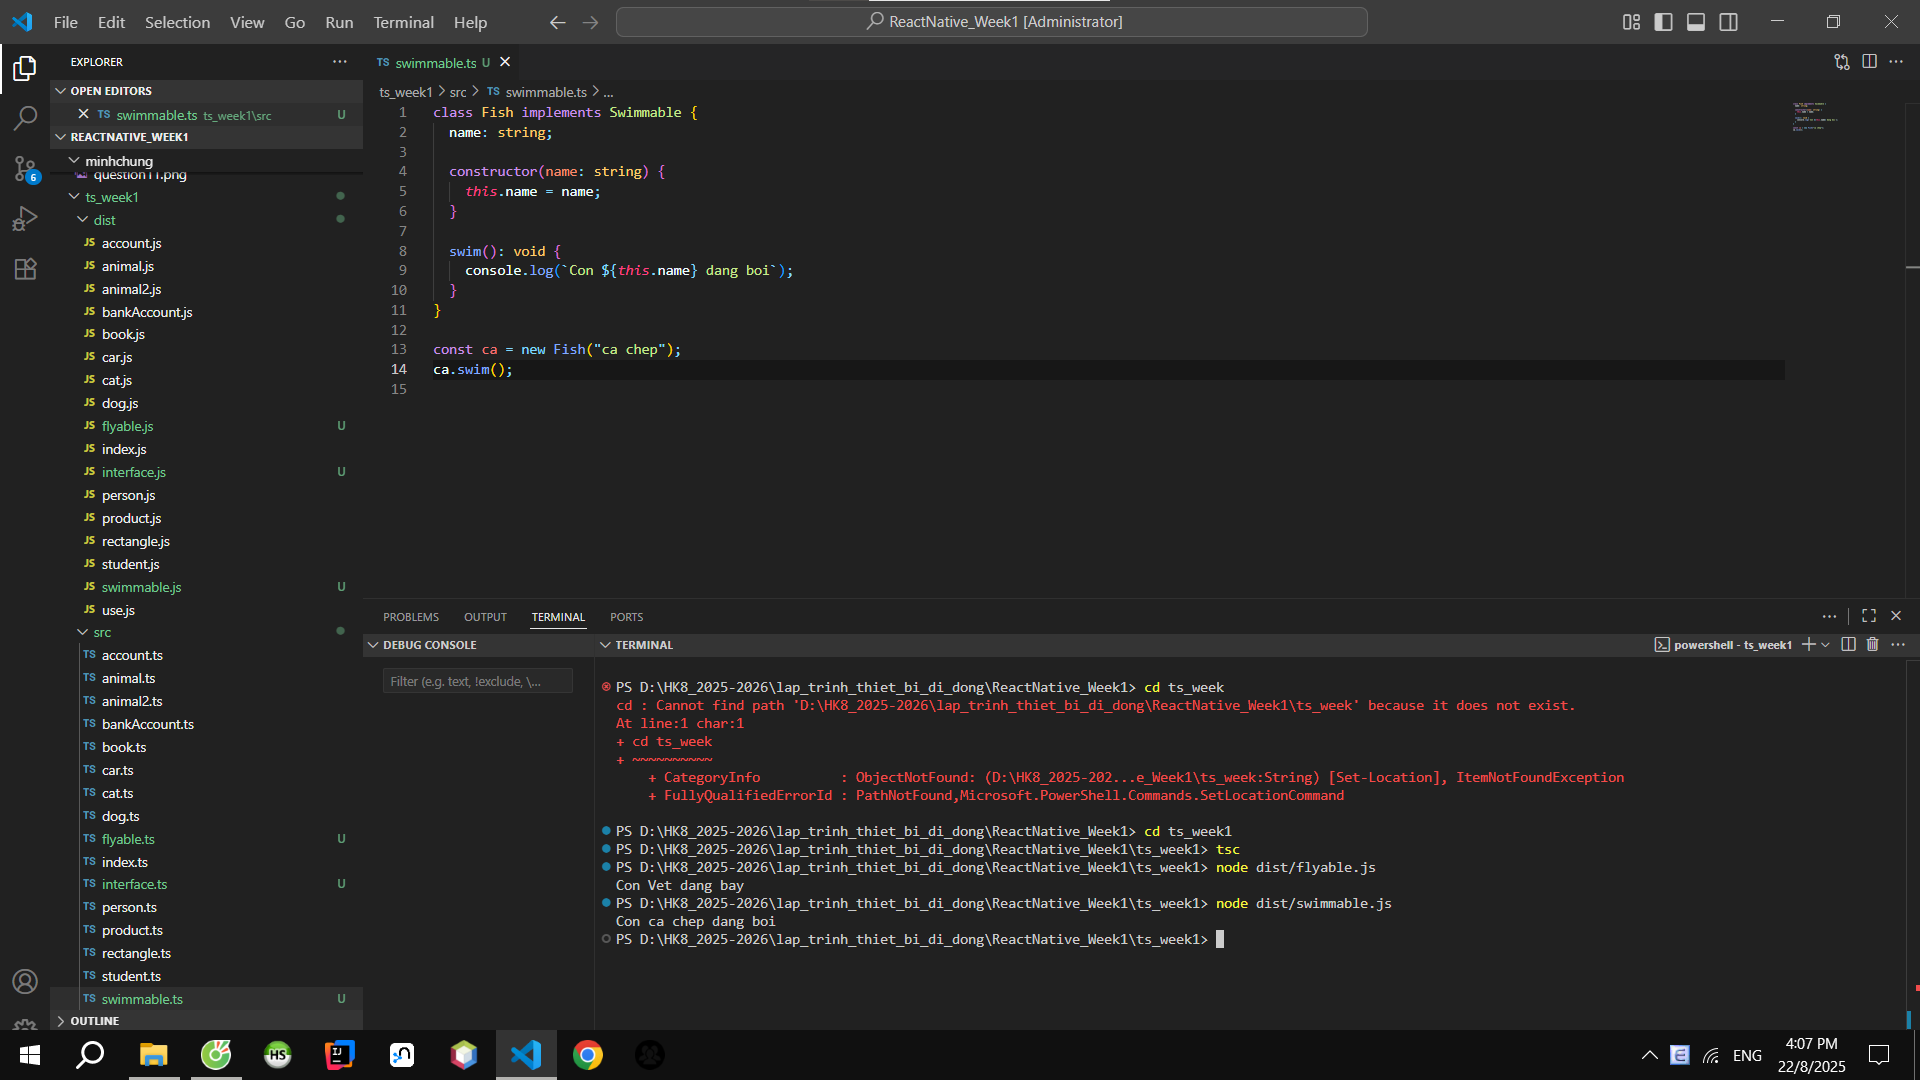 File Edit Selection View Go Run Terminal Help
ReactNative_Week1 [Administrator]
EXPLORER
OPEN EDITORS
TS swimmable.ts ts_week1\src U
REACTNATIVE_WEEK1
minhchung
question11.png
ts_week1
dist
JS account.js
JS animal.js
JS animal2.js
JS bankAccount.js
JS book.js
JS car.js
JS cat.js
JS dog.js
JS flyable.js U
JS index.js
JS interface.js U
JS person.js
JS product.js
JS rectangle.js
JS student.js
JS swimmable.js U
JS use.js
src
TS account.ts
TS animal.ts
TS animal2.ts
TS bankAccount.ts
TS book.ts
TS car.ts
TS cat.ts
TS dog.ts
TS flyable.ts U
TS index.ts
TS interface.ts U
TS person.ts
TS product.ts
TS rectangle.ts
TS student.ts
TS swimmable.ts U
OUTLINE
6
TS swimmable.ts U
ts_week1 > src > TS swimmable.ts > ...
1 class Fish implements Swimmable {
2 name: string;
3
4 constructor(name: string) {
5 this.name = name;
6 }
7
8 swim(): void {
9 console.log(`Con ${this.name} dang boi`);
10 }
11 }
12
13 const ca = new Fish("ca chep");
14 ca.swim();
15
PROBLEMS OUTPUT TERMINAL PORTS
DEBUG CONSOLE
Filter (e.g. text, !exclude, \...
TERMINAL
powershell - ts_week1
PS D:\HK8_2025-2026\lap_trinh_thiet_bi_di_dong\ReactNative_Week1> cd ts_week
cd : Cannot find path 'D:\HK8_2025-2026\lap_trinh_thiet_bi_di_dong\ReactNative_Week1\ts_week' because it does not exist.
At line:1 char:1
+ cd ts_week
+ ~~~~~~~~~~
+ CategoryInfo : ObjectNotFound: (D:\HK8_2025-202...e_Week1\ts_week:String) [Set-Location], ItemNotFoundException
+ FullyQualifiedErrorId : PathNotFound,Microsoft.PowerShell.Commands.SetLocationCommand
PS D:\HK8_2025-2026\lap_trinh_thiet_bi_di_dong\ReactNative_Week1> cd ts_week1
PS D:\HK8_2025-2026\lap_trinh_thiet_bi_di_dong\ReactNative_Week1\ts_week1> tsc
PS D:\HK8_2025-2026\lap_trinh_thiet_bi_di_dong\ReactNative_Week1\ts_week1> node dist/flyable.js
Con Vet dang bay
PS D:\HK8_2025-2026\lap_trinh_thiet_bi_di_dong\ReactNative_Week1\ts_week1> node dist/swimmable.js
Con ca chep dang boi
PS D:\HK8_2025-2026\lap_trinh_thiet_bi_di_dong\ReactNative_Week1\ts_week1>
HS
IJ
ENG
4:07 PM
22/8/2025